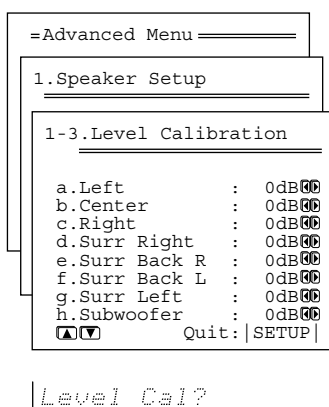 =Advanced Menu
1.Speaker Setup
1-3.Level Calibration
a.Left : 0dB
b.Center : 0dB
c.Right : 0dB
d.Surr Right : 0dB
e.Surr Back R : 0dB
f.Surr Back L : 0dB
g.Surr Left : 0dB
h.Subwoofer : 0dB
Quit:|SETUP|
Level Cal?